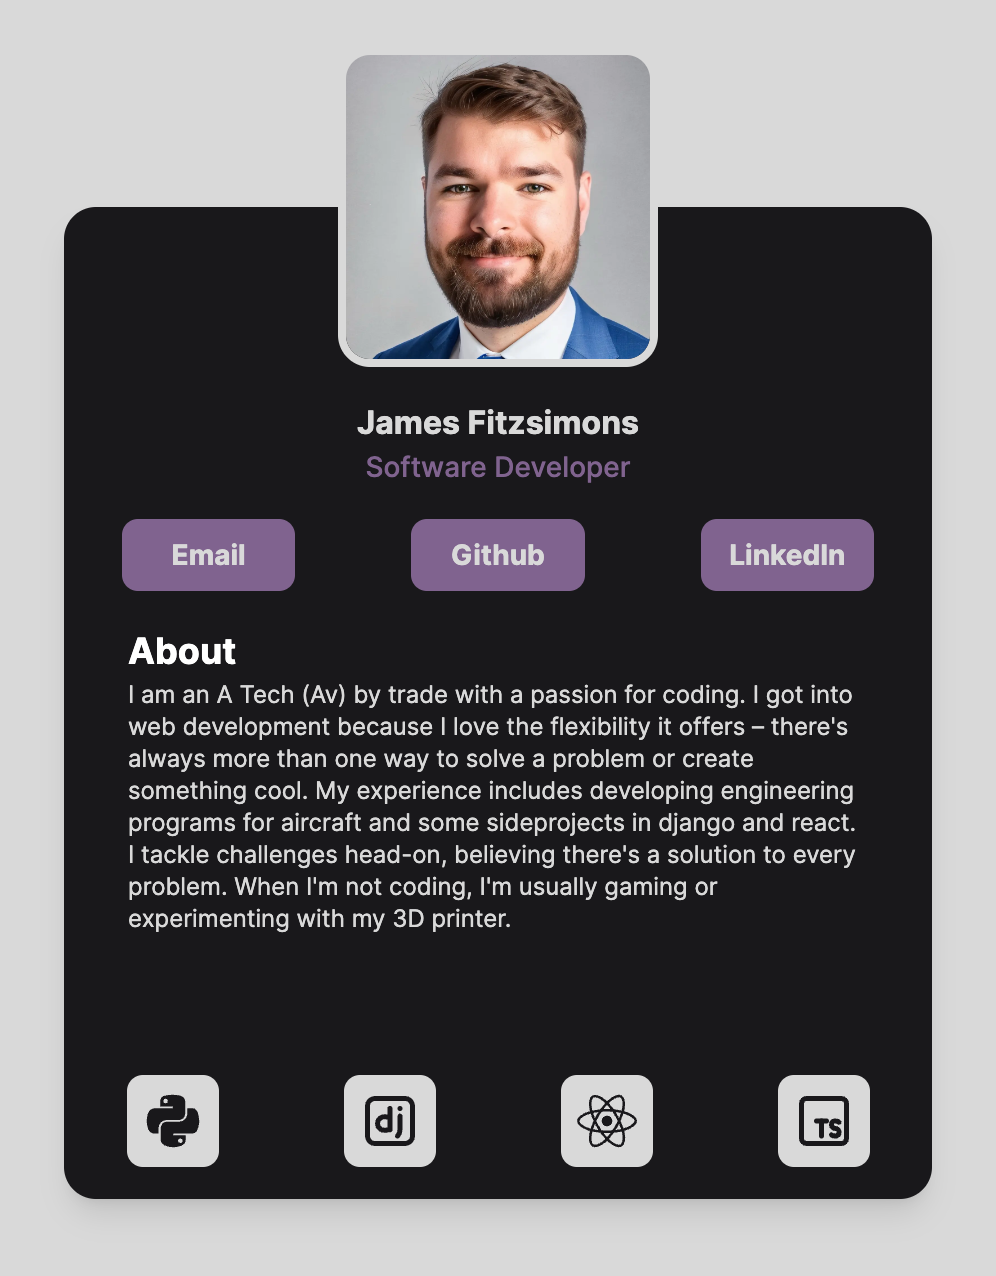 James Fitzsimons
Software Developer
Email
Github
LinkedIn
About
I am an A Tech (Av) by trade with a passion for coding. I got into
web development because I love the flexibility it offers – there's
always more than one way to solve a problem or create
something cool. My experience includes developing engineering
programs for aircraft and some sideprojects in django and react.
I tackle challenges head-on, believing there's a solution to every
problem. When I'm not coding, I'm usually gaming or
experimenting with my 3D printer.
dj
TS